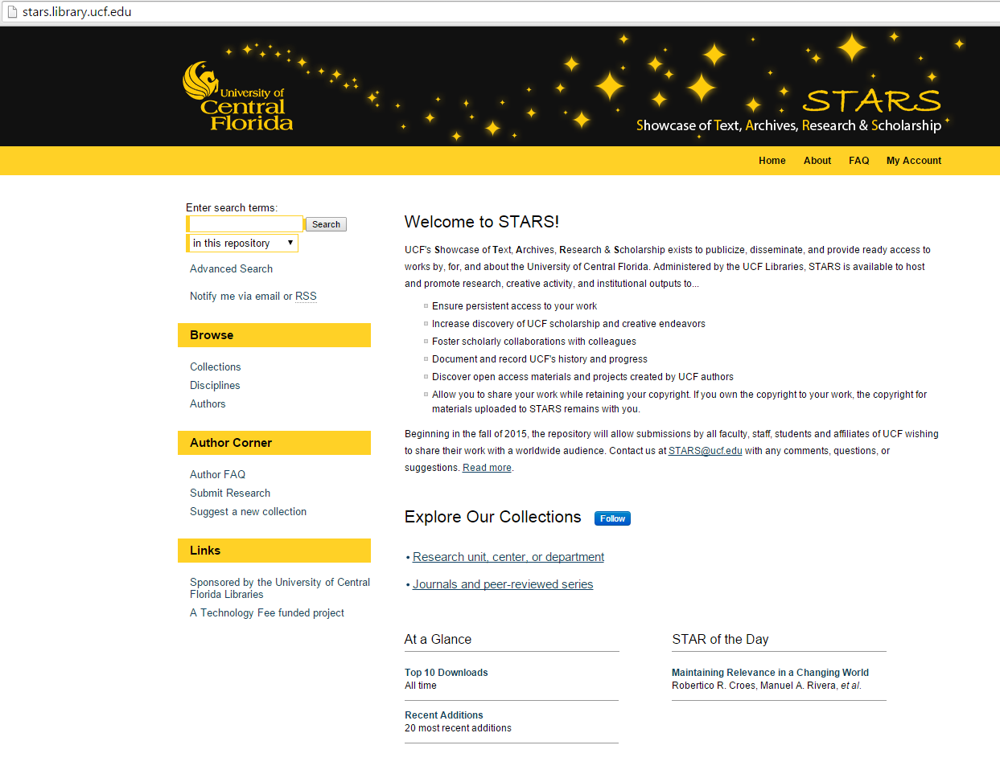 stars.library.ucf.edu
University of
Central
Florida
STARS
Showcase of Text, Archives, Research & Scholarship
Home About FAQ My Account
Enter search terms:
Search
in this repository
Advanced Search
Notify me via email or RSS
Browse
Collections
Disciplines
Authors
Author Corner
Author FAQ
Submit Research
Suggest a new collection
Links
Sponsored by the University of Central
Florida Libraries
A Technology Fee funded project
Welcome to STARS!
UCF's Showcase of Text, Archives, Research & Scholarship exists to publicize, disseminate, and provide ready access to
works by, for, and about the University of Central Florida. Administered by the UCF Libraries, STARS is available to host
and promote research, creative activity, and institutional outputs to...
Ensure persistent access to your work
Increase discovery of UCF scholarship and creative endeavors
Foster scholarly collaborations with colleagues
Document and record UCF's history and progress
Discover open access materials and projects created by UCF authors
Allow you to share your work while retaining your copyright. If you own the copyright to your work, the copyright for
materials uploaded to STARS remains with you.
Beginning in the fall of 2015, the repository will allow submissions by all faculty, staff, students and affiliates of UCF wishing
to share their work with a worldwide audience. Contact us at STARS@ucf.edu with any comments, questions, or
suggestions. Read more.
Explore Our Collections Follow
• Research unit, center, or department
• Journals and peer-reviewed series
At a Glance
Top 10 Downloads
All time
Recent Additions
20 most recent additions
STAR of the Day
Maintaining Relevance in a Changing World
Robertico R. Croes, Manuel A. Rivera, et al.